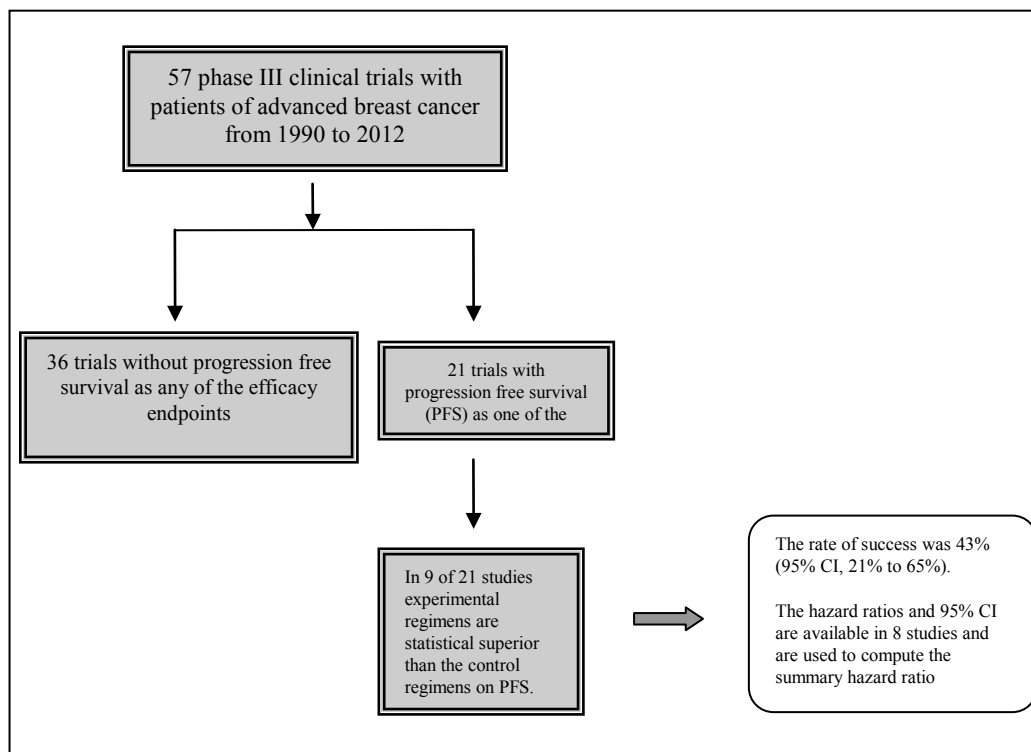 57 phase III clinical trials with
patients of advanced breast cancer
from 1990 to 2012
36 trials without progression free
survival as any of the efficacy
endpoints
21 trials with
progression free survival
(PFS) as one of the
In 9 of 21 studies
experimental
regimens are
statistical superior
than the control
regimens on PFS.
The rate of success was 43%
(95% CI, 21% to 65%).
The hazard ratios and 95% CI
are available in 8 studies and
are used to compute the
summary hazard ratio